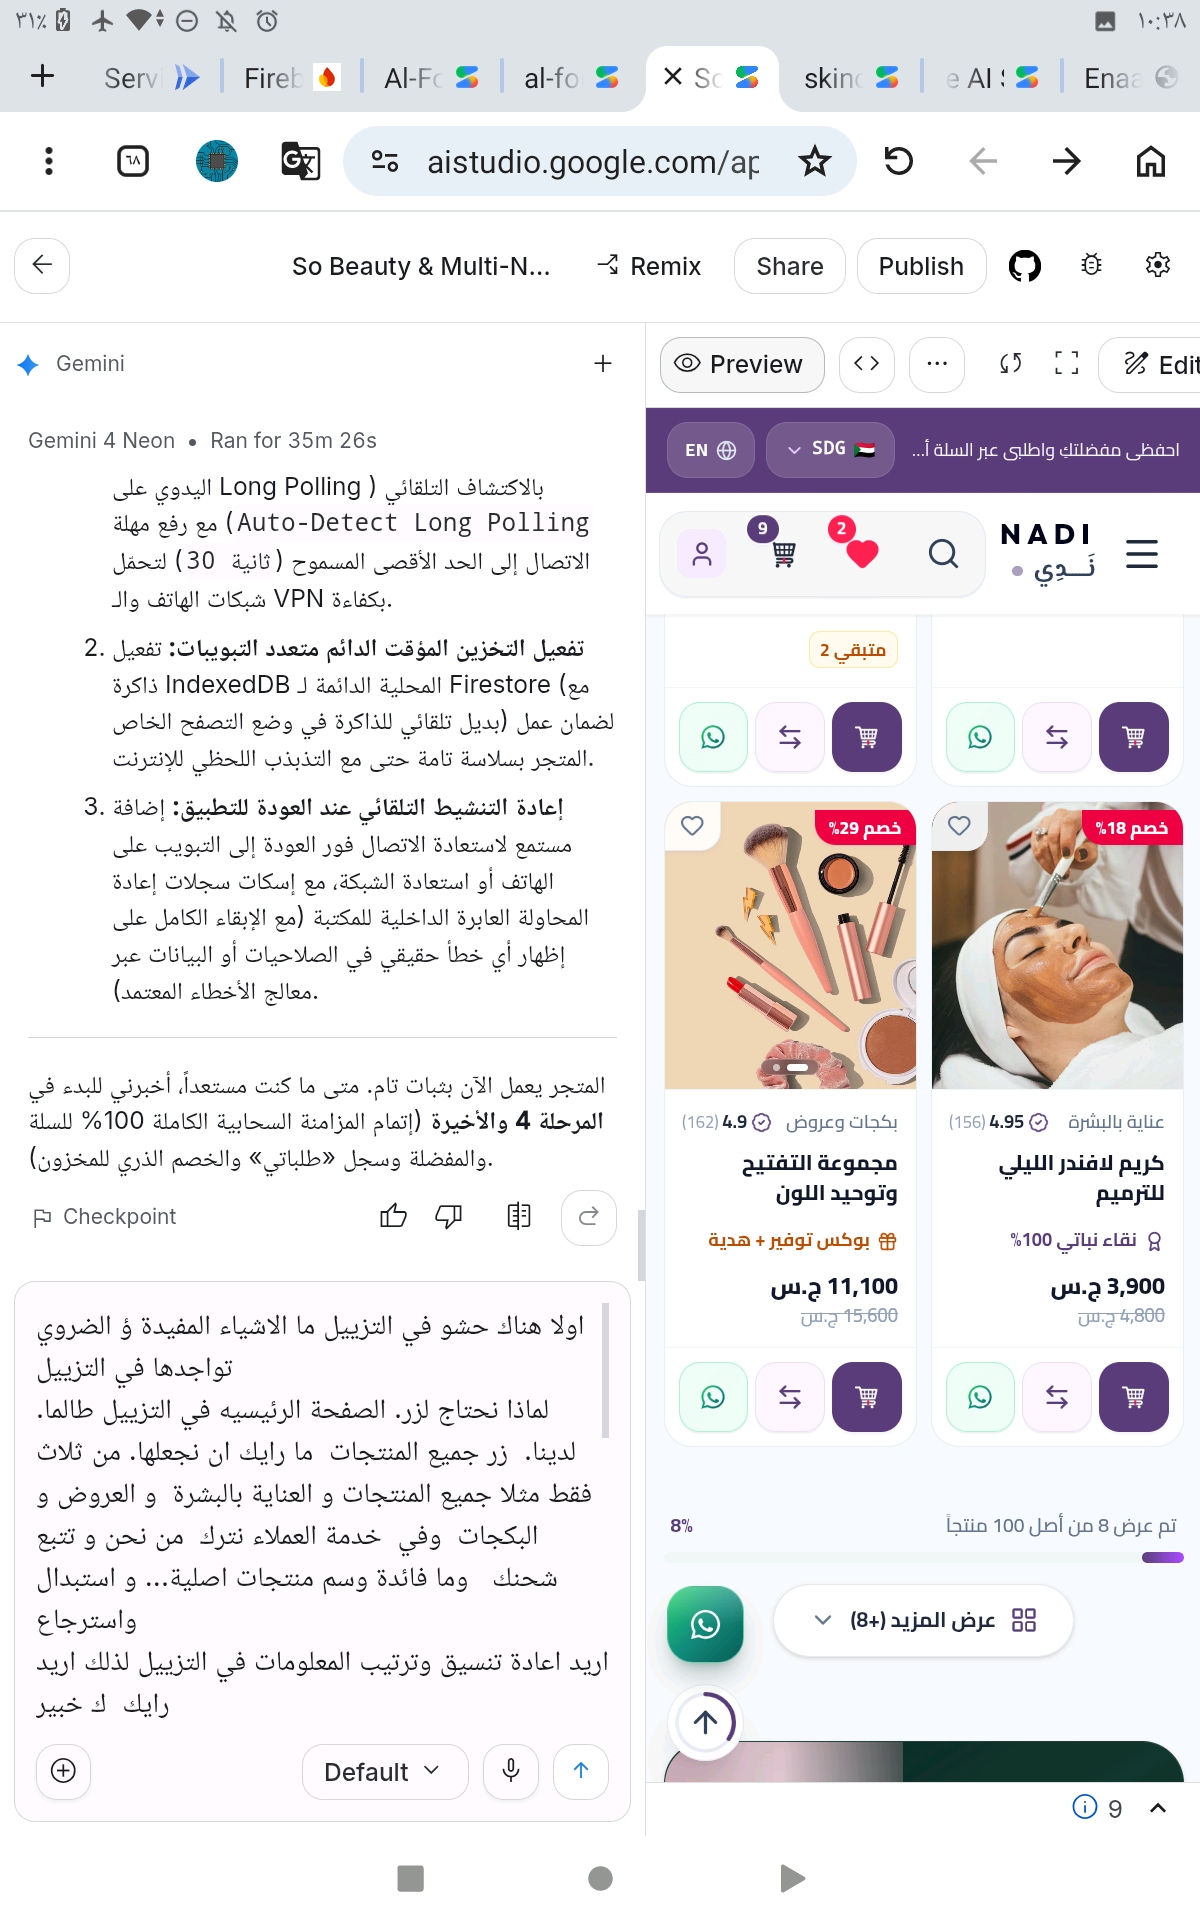 ٣١٪
١٠:٣٨
Servi
Fireb
Al-Fo
al-fo
So
skinc
e AI S
Enaa
٦٨
aistudio.google.com/ap
So Beauty & Multi-N...
Remix
Share
Publish
Gemini
Gemini 4 Neon • Ran for 35m 26s
بالاكتشاف التلقائي ( Long Polling اليدوي على
Auto-Detect Long Polling) مع رفع مهلة
الاتصال إلى الحد الأقصى المسموح (30 ثانية) لتحمّل
بكفاءة VPN شبكات الهاتف والـ.
2. تفعيل التخزين المؤقت الدائم متعدد التبويبات: تفعيل
ذاكرة IndexedDB المحلية الدائمة لـ Firestore (مع
بديل تلقائي للذاكرة في وضع التصفح الخاص) لضمان عمل
المتجر بسلاسة تامة حتى مع التذبذب اللحظي للإنترنت.
3. إعادة التنشيط التلقائي عند العودة للتطبيق: إضافة
مستمع لاستعادة الاتصال فور العودة إلى التبويب على
الهاتف أو استعادة الشبكة، مع إسكات سجلات إعادة
المحاولة العابرة الداخلية للمكتبة (مع الإبقاء الكامل على
إظهار أي خطأ حقيقي في الصلاحيات أو البيانات عبر
معالج الأخطاء المعتمد).
المتجر يعمل الآن بثبات تام. متى ما كنت مستعداً، أخبرني للبدء في
المرحلة 4 والأخيرة (إتمام المزامنة السحابية الكاملة 100% للسلة
والمفضلة وسجل «طلباتي» والخصم الذري للمخزون).
Checkpoint
اولا هناك حشو في التزييل ما الاشياء المفيدة ؤ الضروي
تواجدها في التزييل
لماذا نحتاج لزر. الصفحة الرئيسيه في التزييل طالما.
لدينا. زر جميع المنتجات ما رايك ان نجعلها. من ثلاث
فقط مثلا جميع المنتجات و العناية بالبشرة و العروض و
البكجات وفي خدمة العملاء نترك من نحن و تتبع
شحنك وما فائدة وسم منتجات اصلية... و استبدال
واسترجاع
اريد اعادة تنسيق وترتيب المعلومات في التزييل لذلك اريد
رايك ك خبير
Default
Preview
Edit
EN
SDG
احفظي مفضلتكِ واطلبي عبر السلة أ...
9
2
NADI
نَـــدِي
متبقي 2
خصم 29%
خصم 18%
بكجات وعروض 4.9 (162)
مجموعة التفتيح
وتوحيد اللون
بوكس توفير + هدية
11,100 ج.س
15,600 ج.س
عناية بالبشرة 4.95 (156)
كريم لافندر الليلي
للترميم
نقاء نباتي 100%
3,900 ج.س
4,800 ج.س
تم عرض 8 من أصل 100 منتجاً
8%
عرض المزيد (+8)
9